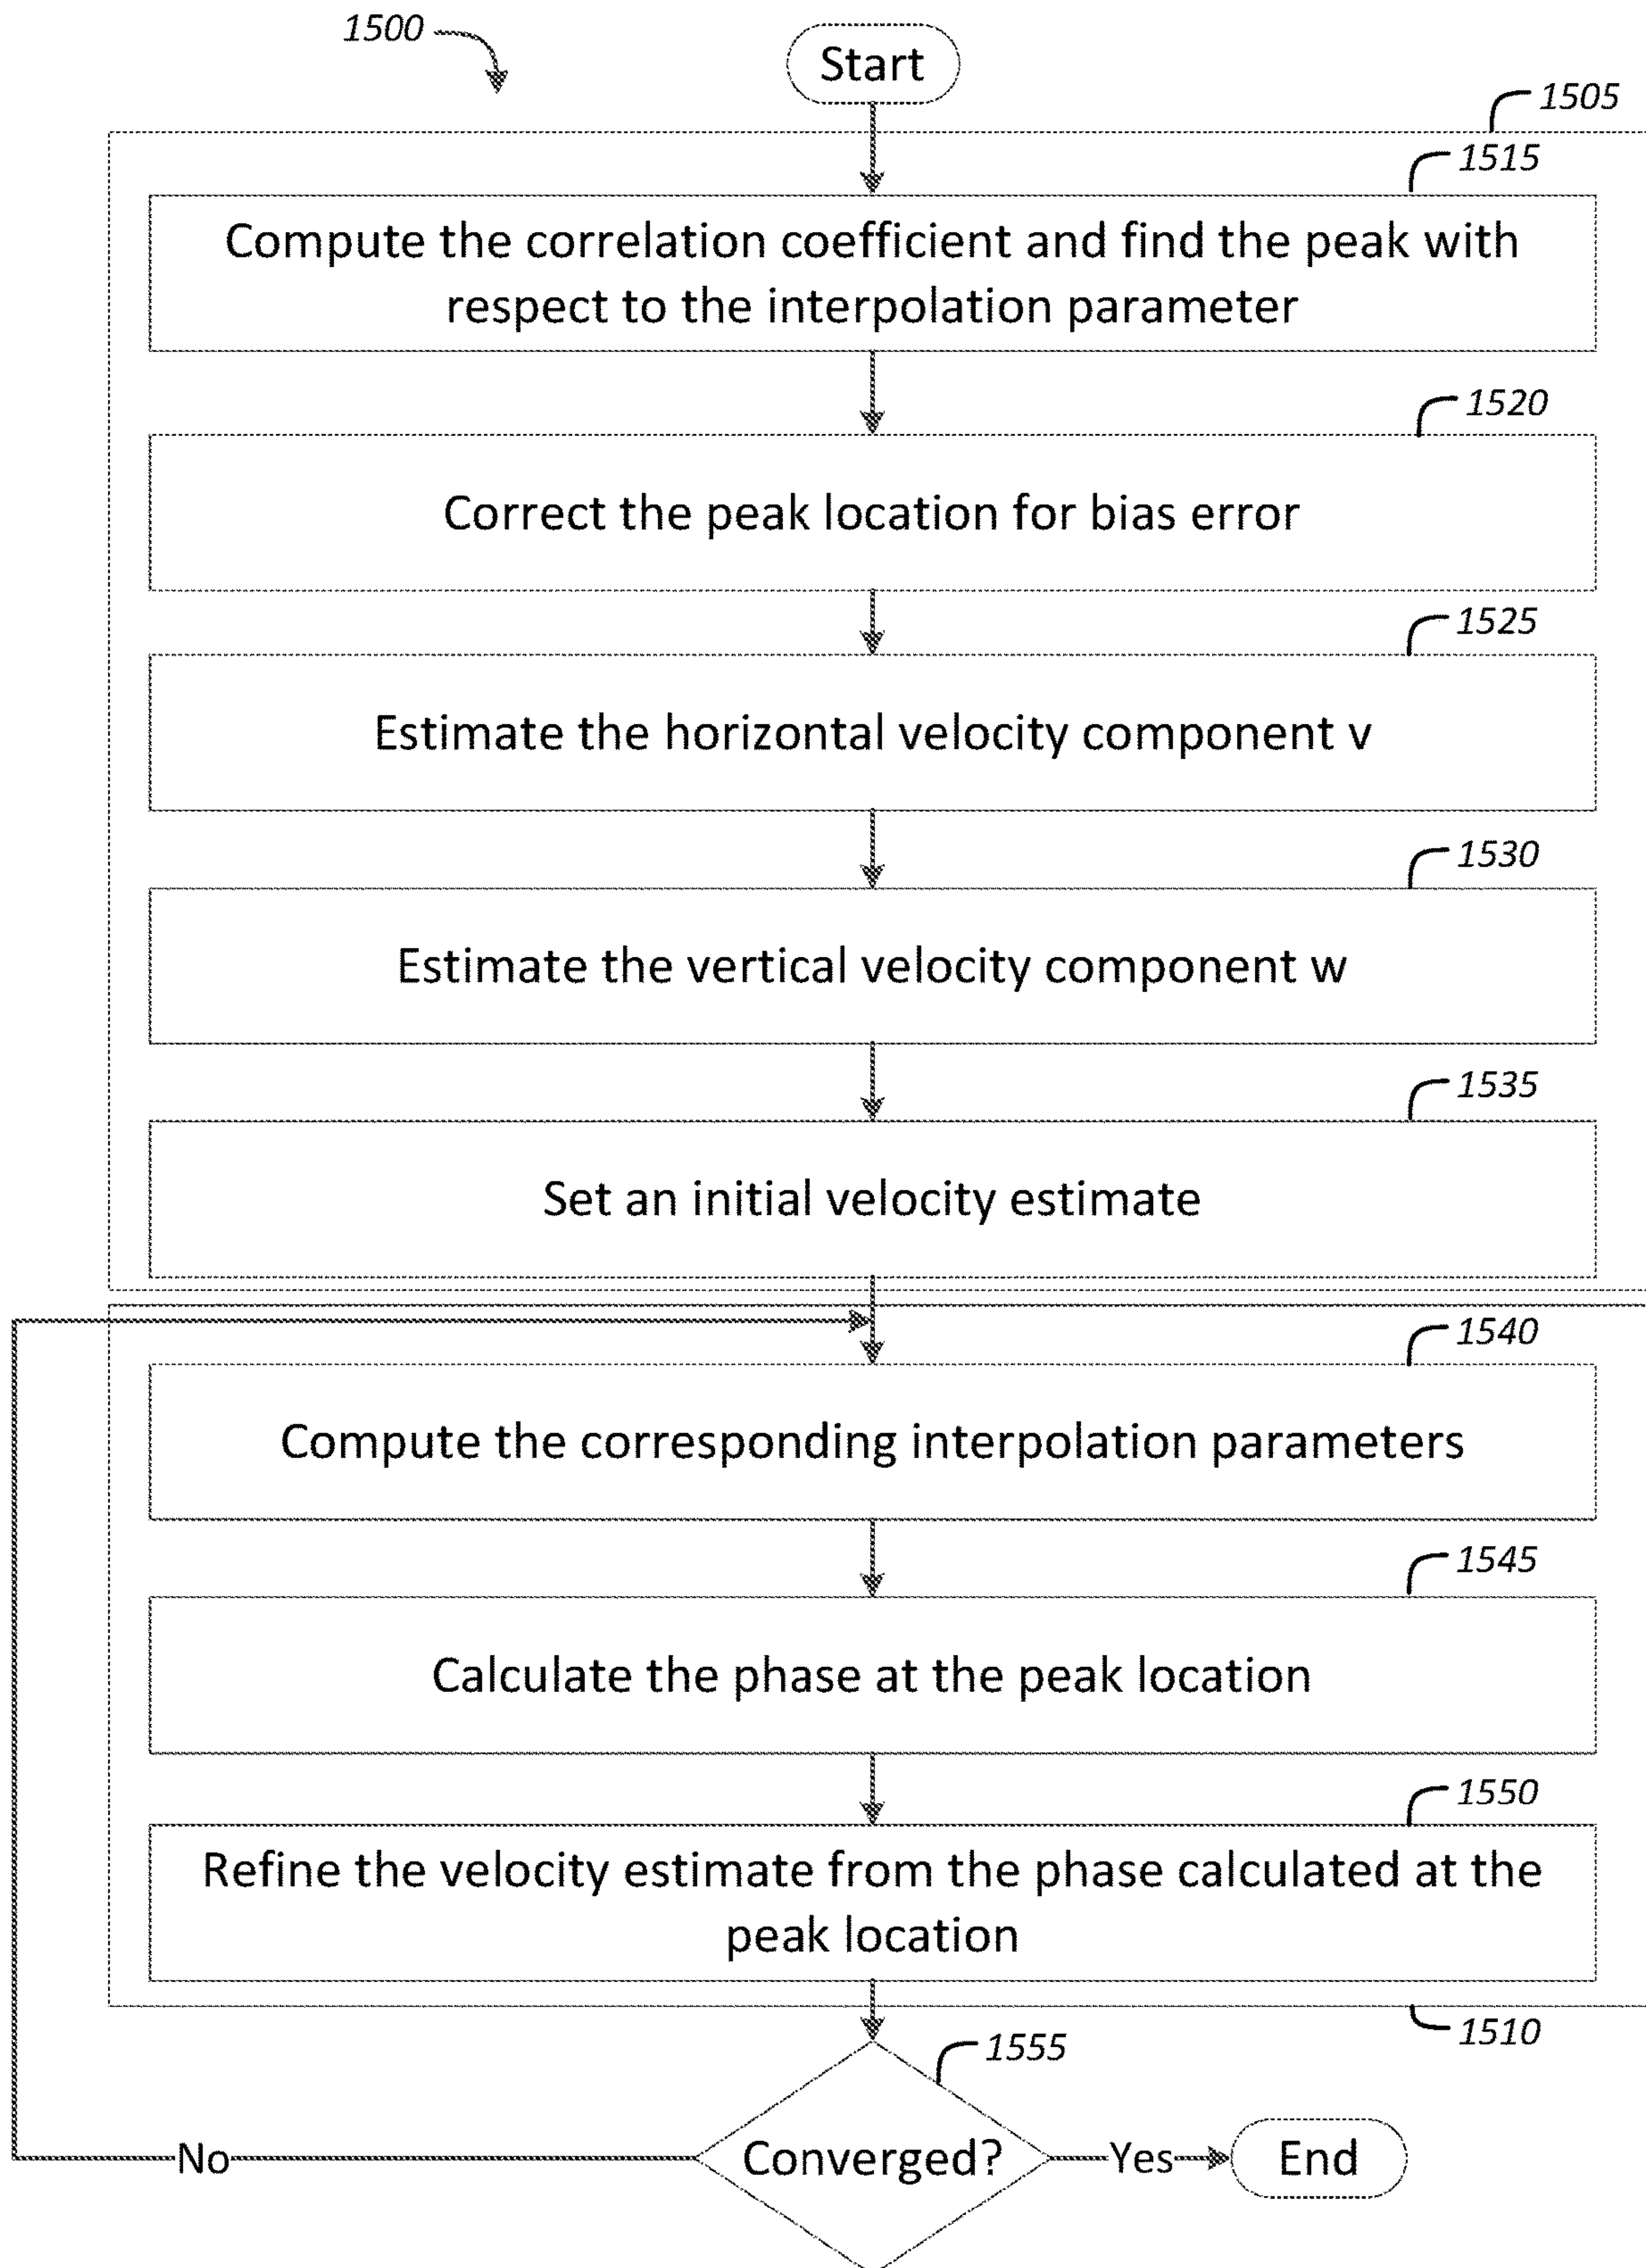 1500
Start
1505
1515
Compute the correlation coefficient and find the peak with
respect to the interpolation parameter
1520
Correct the peak location for bias error
1525
Estimate the horizontal velocity component v
1530
Estimate the vertical velocity component w
1535
Set an initial velocity estimate
1540
Compute the corresponding interpolation parameters
1545
Calculate the phase at the peak location
1550
Refine the velocity estimate from the phase calculated at the
peak location
1510
1555
No
Converged?
Yes
End